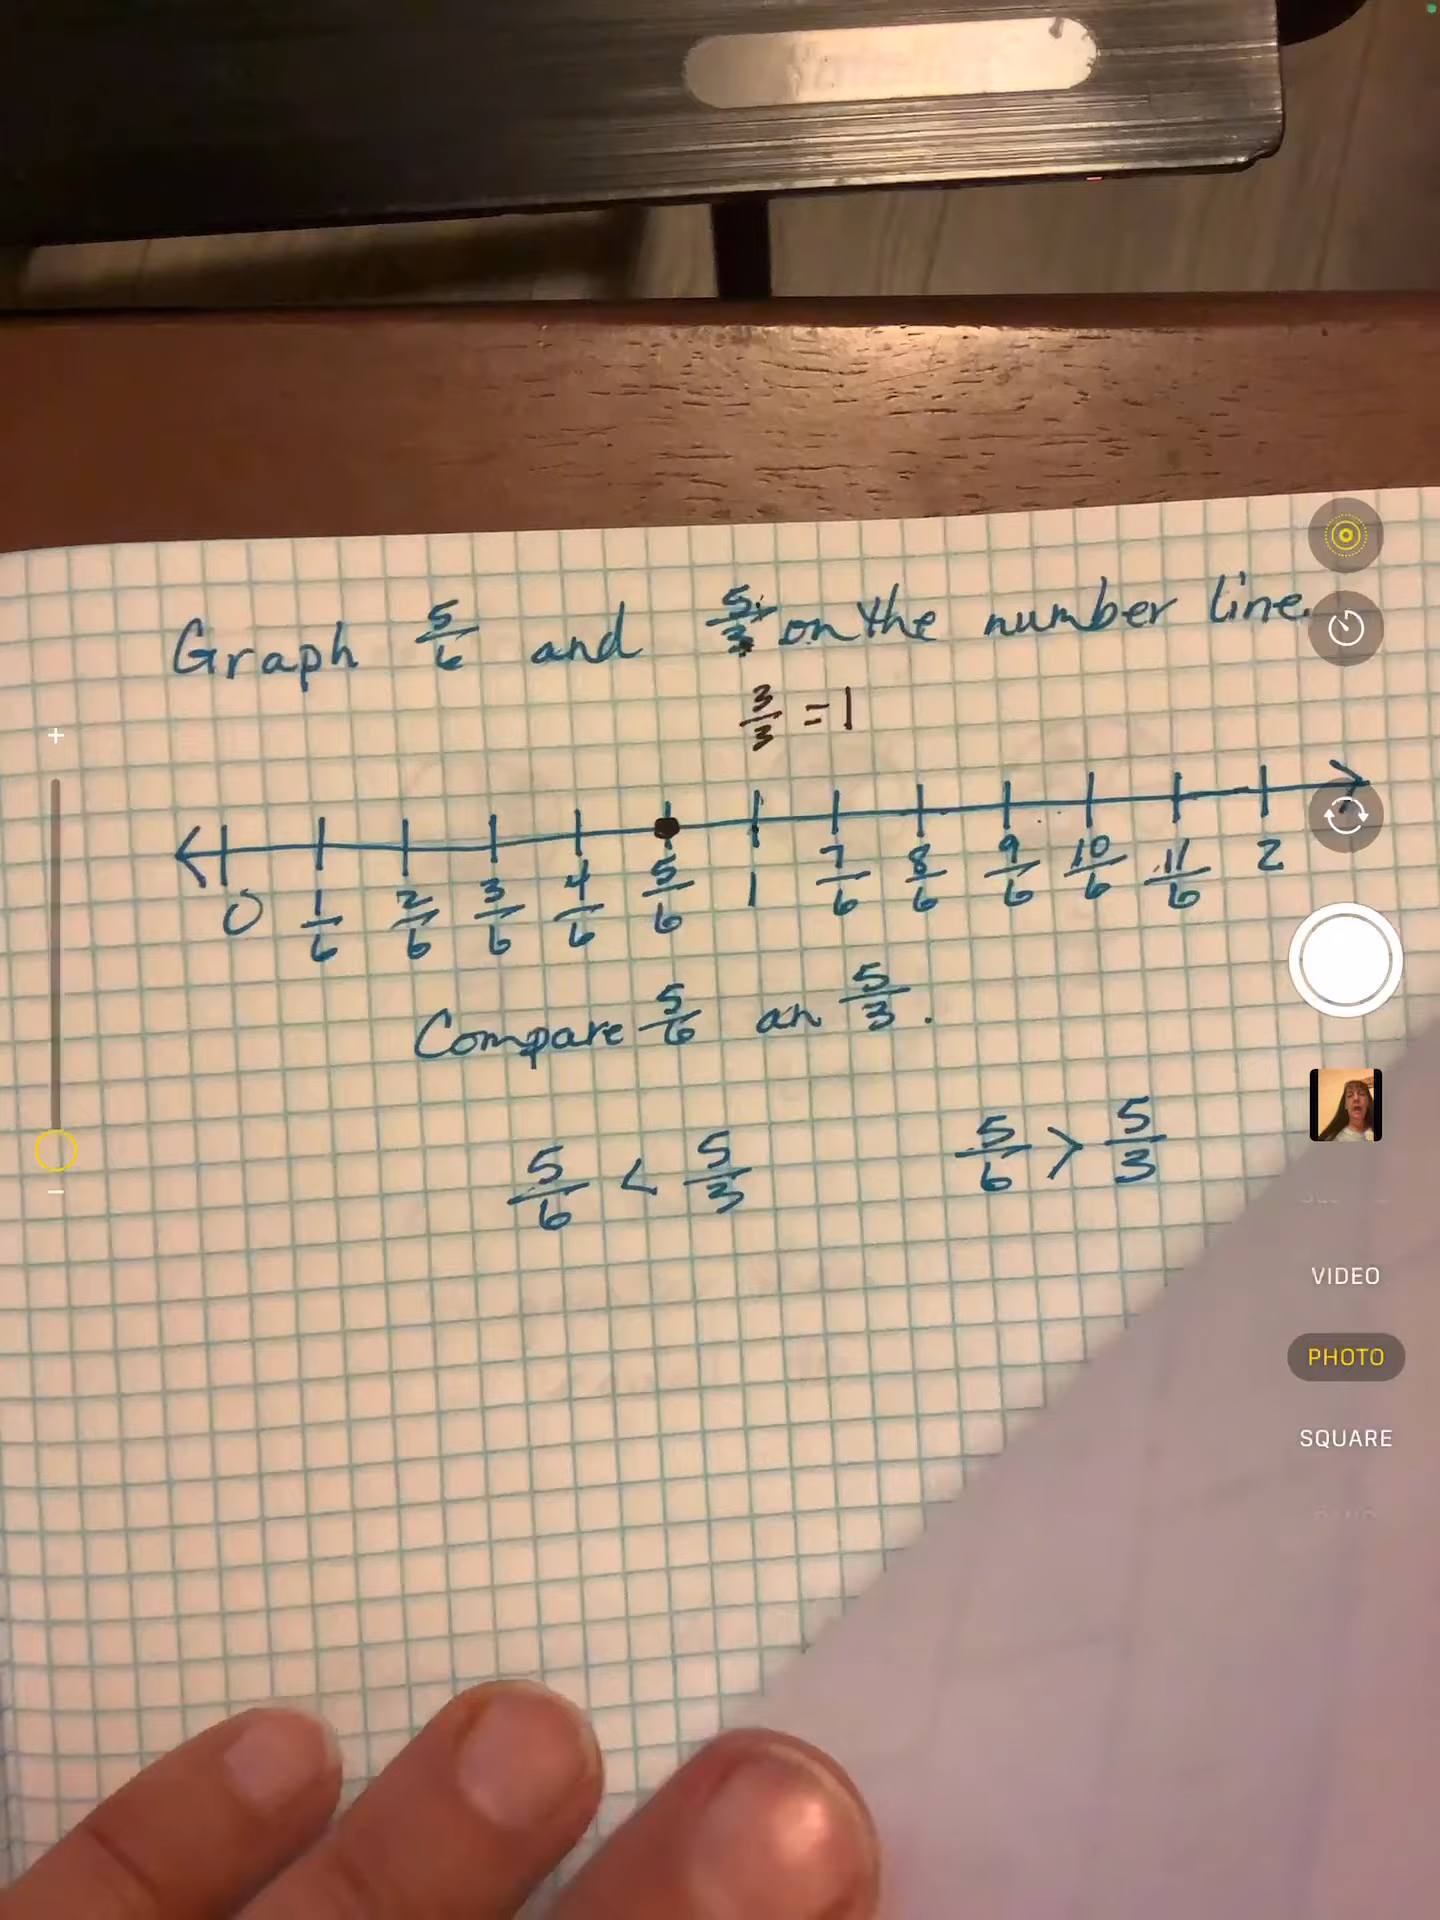 Graph 5/6 and 5/3 on the number line.
3/3 = 1
0 1/6 2/6 3/6 4/6 5/6 1 7/6 8/6 9/6 10/6 11/6 2
Compare 5/6 an 5/3.
5/6 < 5/3 5/6 > 5/3
VIDEO
PHOTO
SQUARE